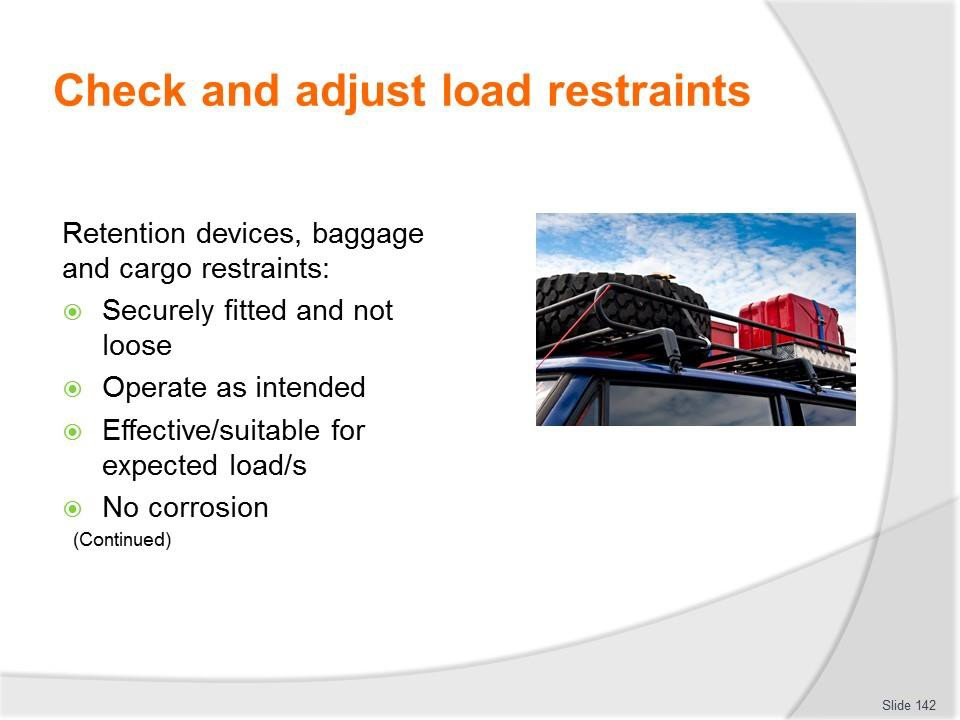 Check and adjust load restraints
Retention devices, baggage
and cargo restraints:
Securely fitted and not
loose
Operate as intended
Effective/suitable for
expected load/s
No corrosion
(Continued)
Slide 142